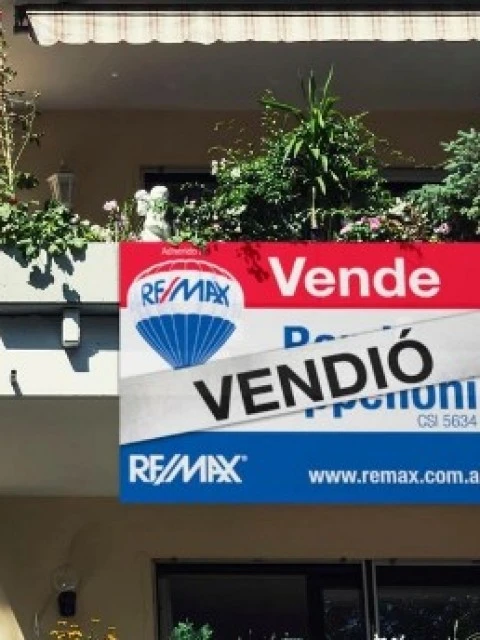 Vende
RE/MAX
VENDIÓ
CSI 5634
RE/MAX
www.remax.com.a